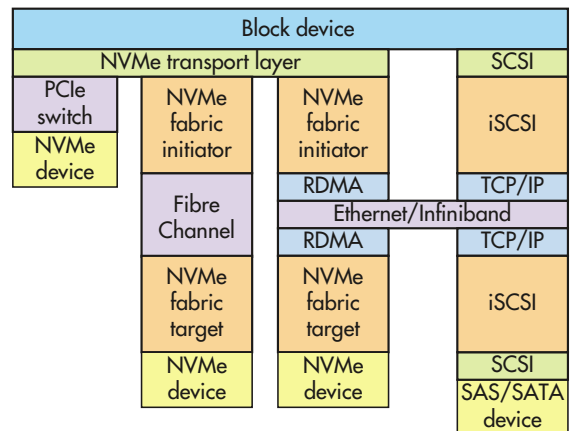 Block device
NVMe transport layer
SCSI
PCIe
switch
NVMe
device
NVMe
fabric
initiator
Fibre
Channel
NVMe
fabric
target
NVMe
device
NVMe
fabric
initiator
RDMA
Ethernet/Infiniband
RDMA
NVMe
fabric
target
NVMe
device
iSCSI
TCP/IP
TCP/IP
iSCSI
SCSI
SAS/SATA
device